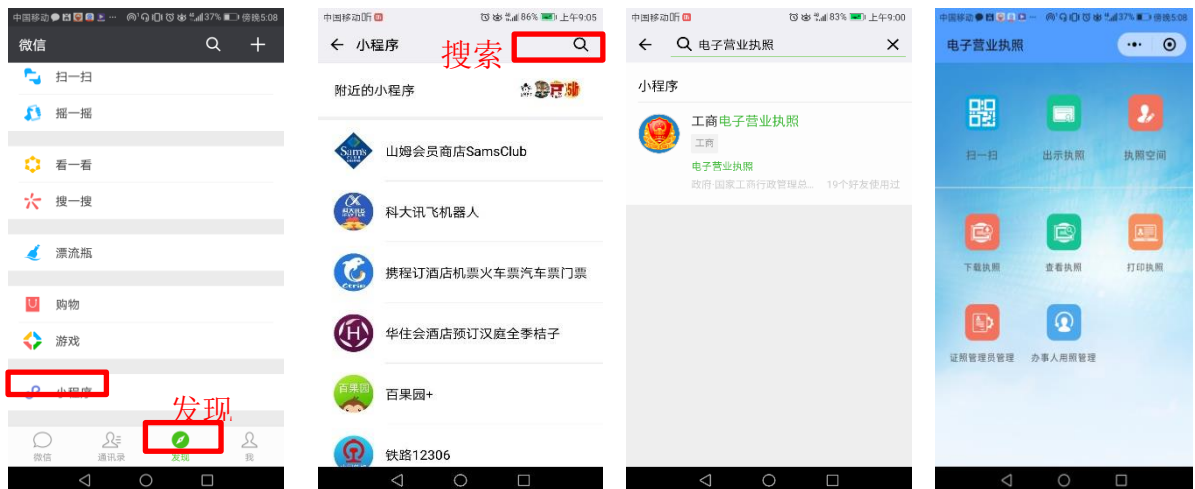 中国移动 37% 傍晚5:08
微信
扫一扫
摇一摇
看一看
搜一搜
漂流瓶
购物
游戏
小程序
发现
微信 通讯录 发现 我
中国移动 86% 上午9:05
小程序
搜索
附近的小程序
山姆会员商店SamsClub
科大讯飞机器人
携程订酒店机票火车票汽车票门票
华住会酒店预订汉庭全季桔子
百果园
百果园+
铁路12306
中国移动 83% 上午9:00
电子营业执照
小程序
工商电子营业执照
工商
电子营业执照
政府·国家工商行政管理总... 19个好友使用过
中国移动 37% 傍晚5:08
电子营业执照
扫一扫 出示执照 执照空间
下载执照 查看执照 打印执照
证照管理员管理 办事人用照管理